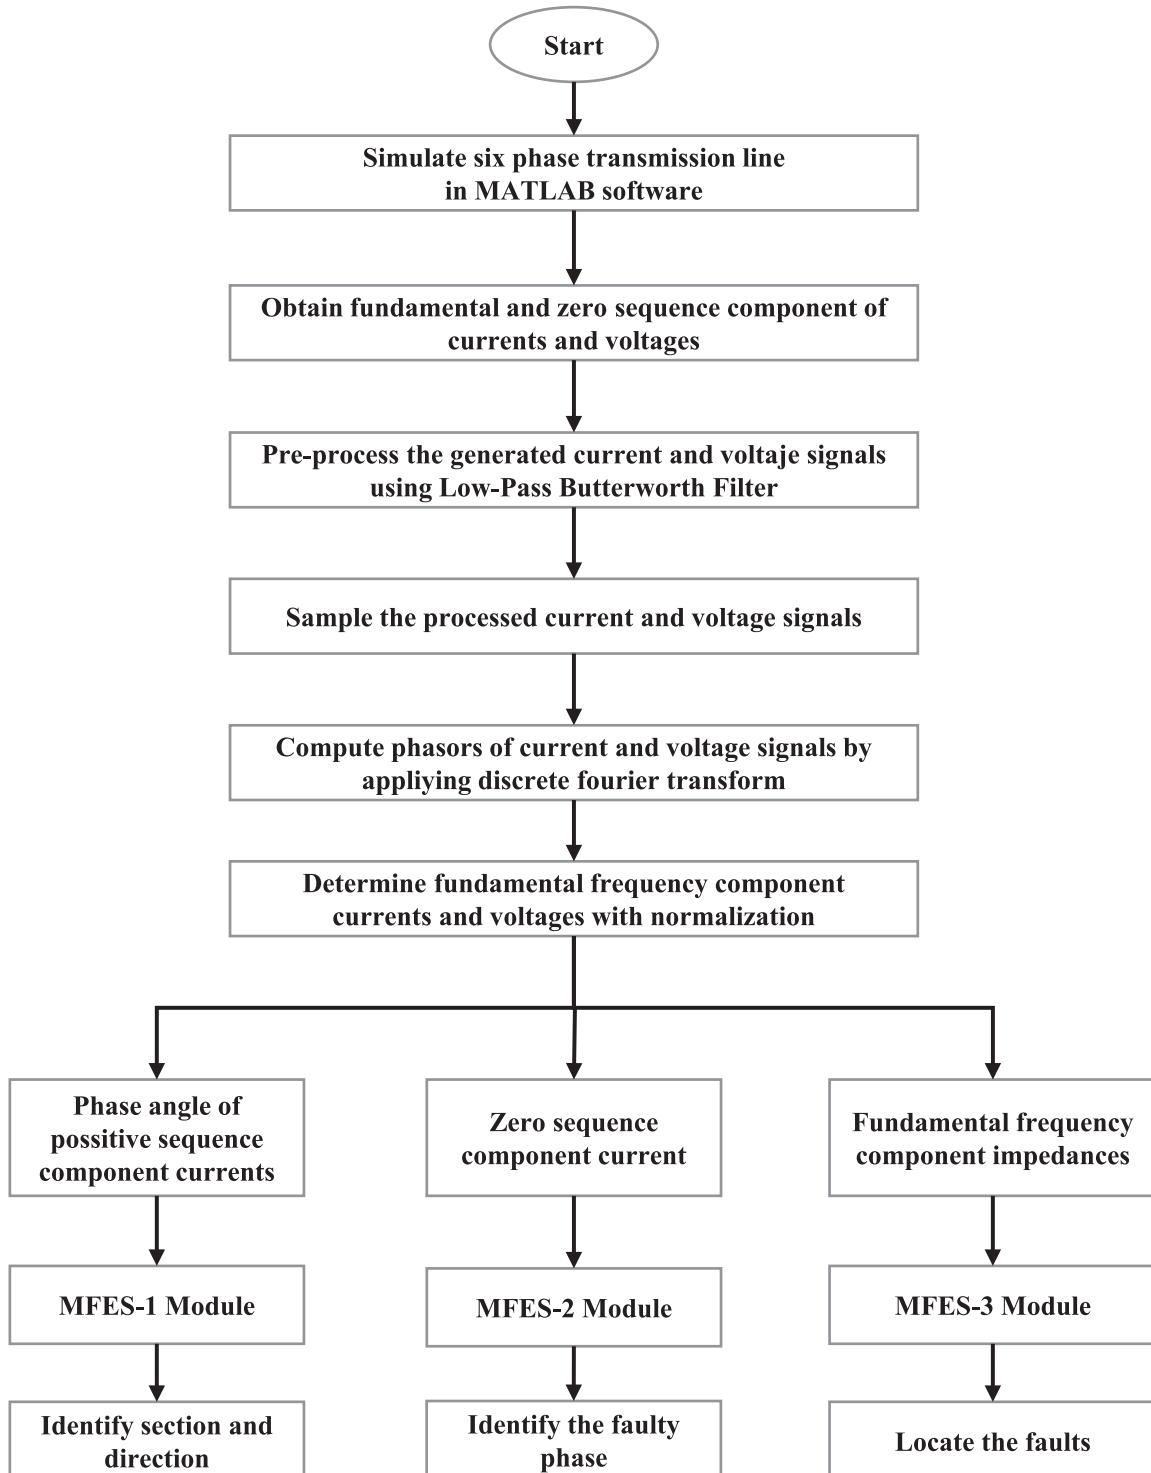 Start
Simulate six phase transmission line
in MATLAB software
Obtain fundamental and zero sequence component of
currents and voltages
Pre-process the generated current and voltaje signals
using Low-Pass Butterworth Filter
Sample the processed current and voltage signals
Compute phasors of current and voltage signals by
appliying discrete fourier transform
Determine fundamental frequency component
currents and voltages with normalization
Phase angle of
possitive sequence
component currents
Zero sequence
component current
Fundamental frequency
component impedances
MFES-1 Module
MFES-2 Module
MFES-3 Module
Identify section and
direction
Identify the faulty
phase
Locate the faults